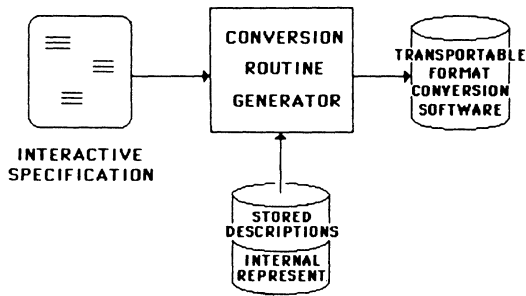 CONVERSION
ROUTINE
GENERATOR
TRANSPORTABLE
FORMAT
CONVERSION
SOFTWARE
INTERACTIVE
SPECIFICATION
STORED
DESCRIPTIONS
INTERNAL
REPRESENT.